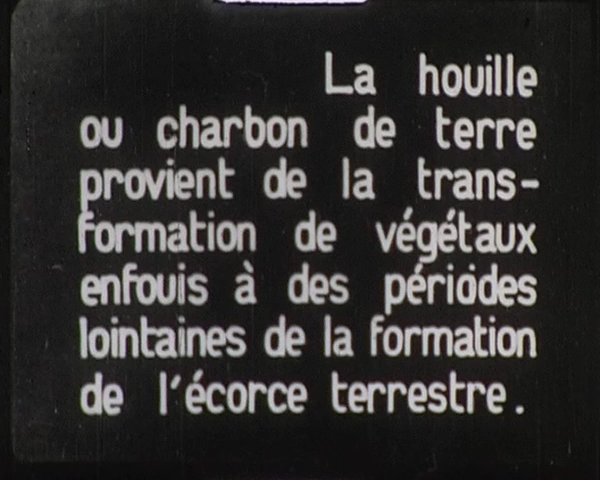 La houille
ou charbon de terre
provient de la trans-
formation de végétaux
enfouis à des périodes
lointaines de la formation
de l'écorce terrestre.